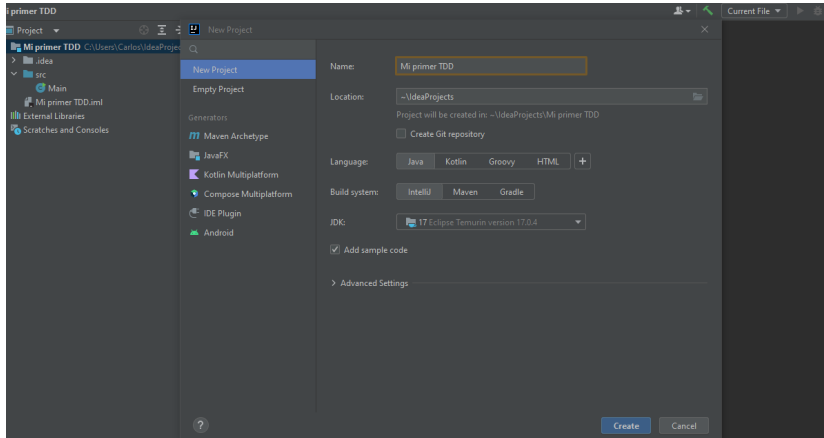 i primer TDD
Current File
Project
Mi primer TDD C:\Users\Carlos\IdeaProje
.idea
src
Main
Mi primer TDD.iml
External Libraries
Scratches and Consoles
New Project
New Project
Empty Project
Generators
Maven Archetype
JavaFX
Kotlin Multiplatform
Compose Multiplatform
IDE Plugin
Android
Name: Mi primer TDD
Location: ~\IdeaProjects
Project will be created in: ~\IdeaProjects\Mi primer TDD
Create Git repository
Language: Java Kotlin Groovy HTML +
Build system: IntelliJ Maven Gradle
JDK: 17 Eclipse Temurin version 17.0.4
Add sample code
Advanced Settings
?
Create Cancel